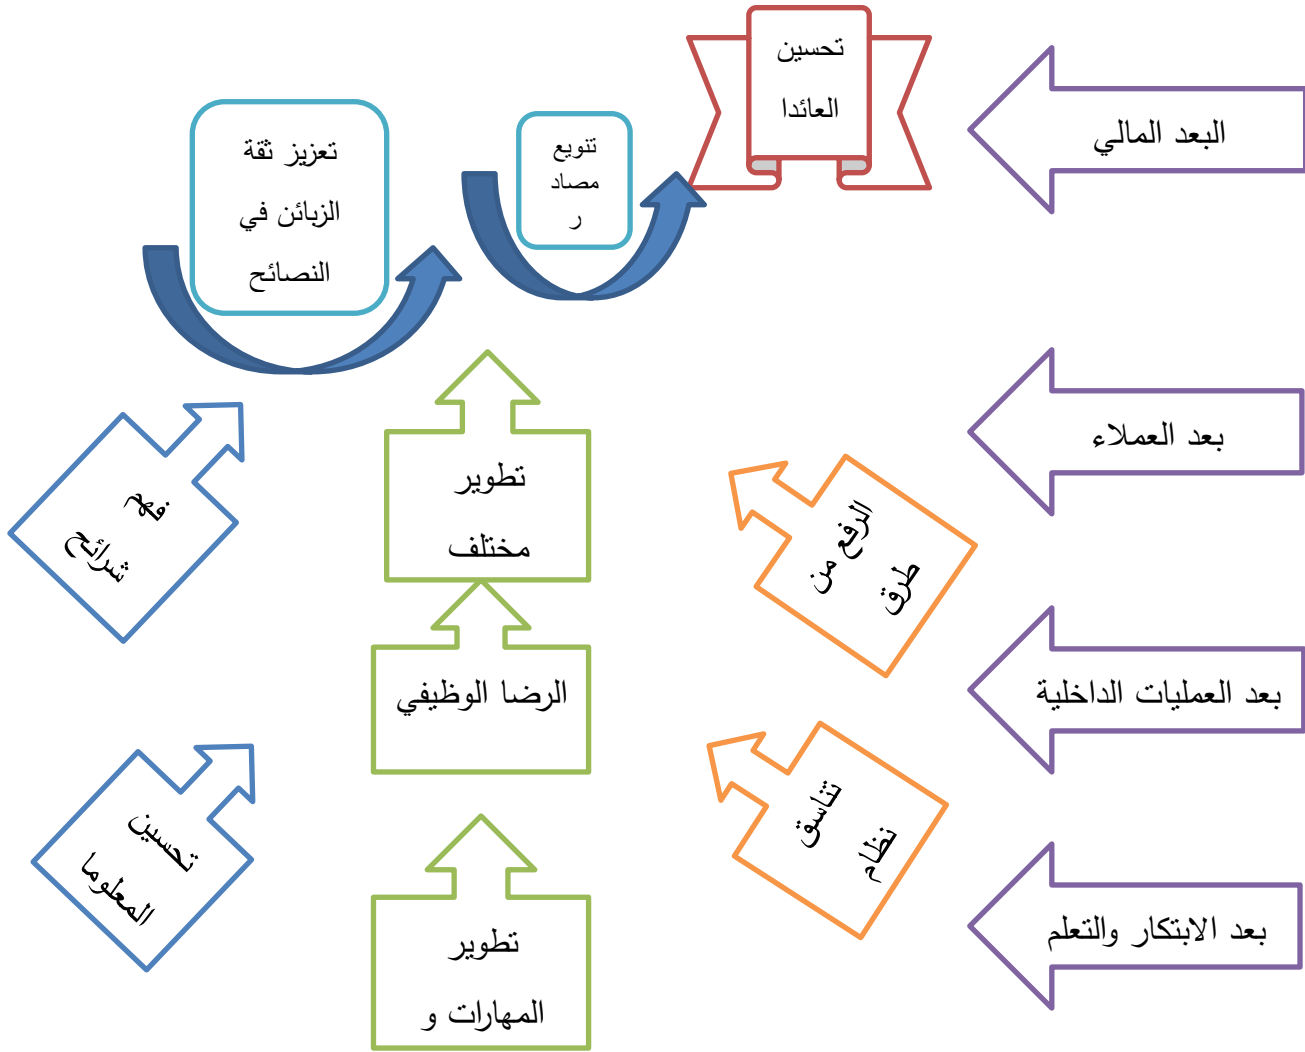 تحسين
العائدا
البعد المالي
تنويع
مصاد
ر
تعزيز ثقة
الزبائن في
النصائح
بعد العملاء
الرفع من
طرق
تطوير
مختلف
فهم
شرائح
بعد العمليات الداخلية
الرضا الوظيفي
تناسق
نظام
تحسين
المعلوما
بعد الابتكار والتعلم
تطوير
المهارات و